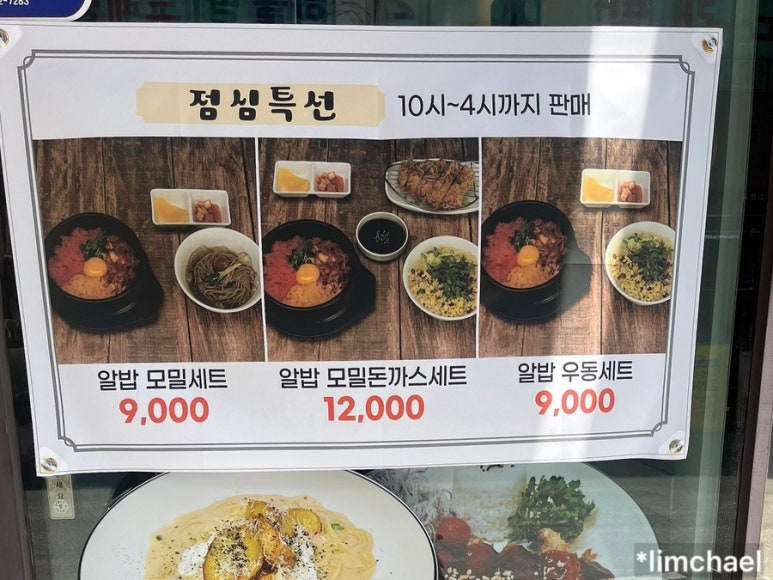 점심특선 10시~4시까지 판매
알밥 모밀세트
9,000
알밥 모밀돈까스세트
12,000
알밥 우동세트
9,000
*limchael